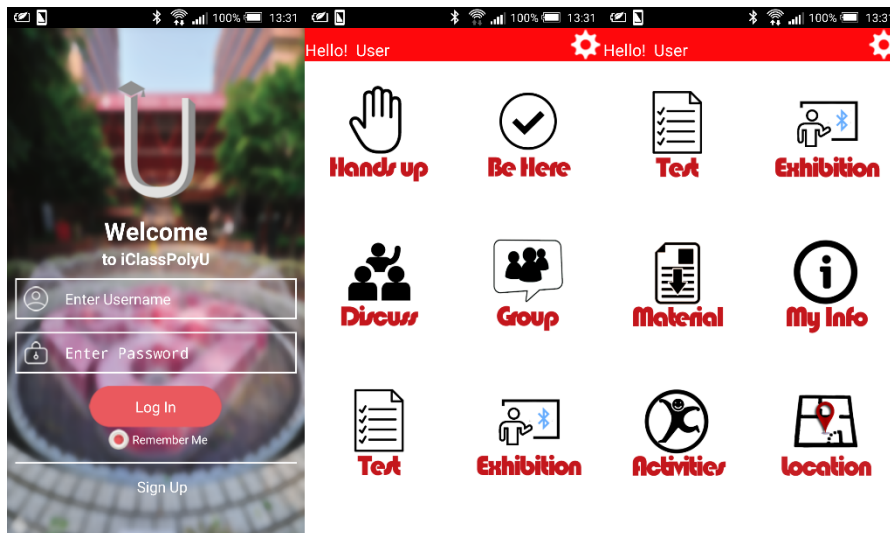 100% 13:31
U
Welcome
to iClassPolyU
Enter Username
Enter Password
Log In
Remember Me
Sign Up
100% 13:31
Hello! User
Hands up
Be Here
Discuss
Group
Test
Exhibition
100% 13:31
Hello! User
Test
Exhibition
Material
My Info
Activities
Location